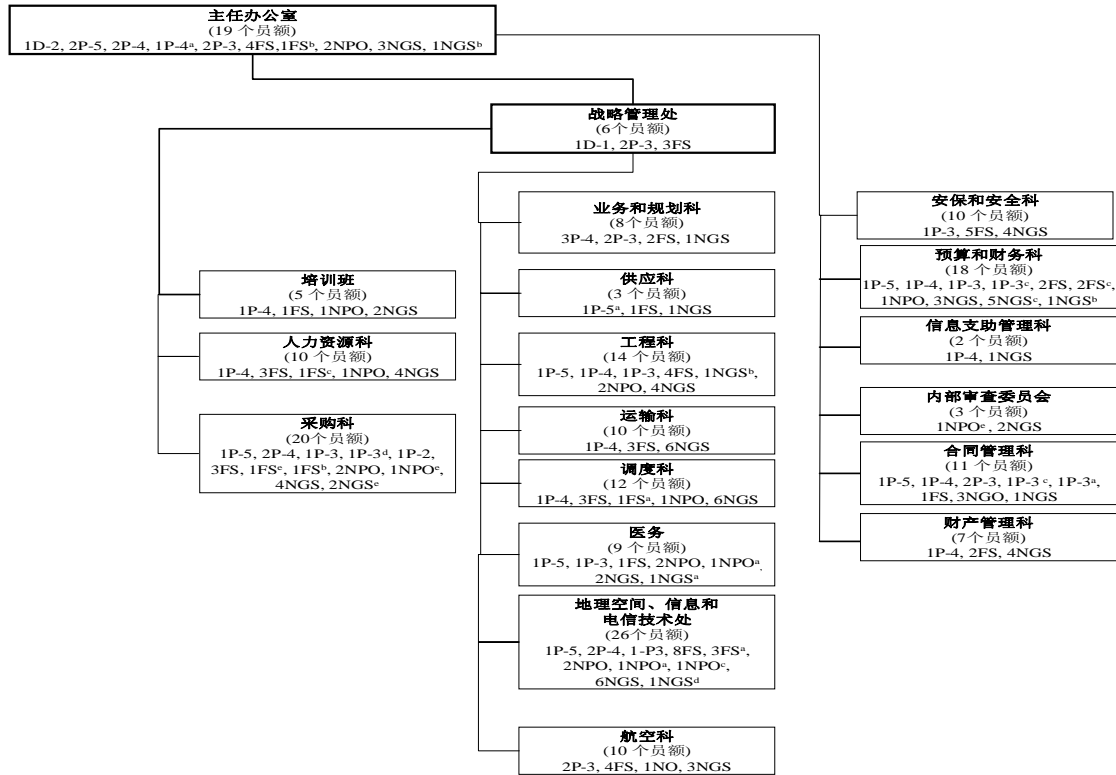 主任办公室
(19 个员额)
1D-2, 2P-5, 2P-4, 1P-4ᵃ, 2P-3, 4FS,1FSᵇ, 2NPO, 3NGS, 1NGSᵇ
战略管理处
(6个员额)
1D-1, 2P-3, 3FS
培训班
(5 个员额)
1P-4, 1FS, 1NPO, 2NGS
人力资源科
(10 个员额)
1P-4, 3FS, 1FSᶜ, 1NPO, 4NGS
采购科
(20个员额)
1P-5, 2P-4, 1P-3, 1P-3ᵈ, 1P-2,
3FS, 1FSᵉ, 1FSᵇ, 2NPO, 1NPOᵉ,
4NGS, 2NGSᵉ
业务和规划科
(8个员额)
3P-4, 2P-3, 2FS, 1NGS
供应科
(3 个员额)
1P-5ᵃ, 1FS, 1NGS
工程科
(14 个员额)
1P-5, 1P-4, 1P-3, 4FS, 1NGSᵇ,
2NPO, 4NGS
运输科
(10 个员额)
1P-4, 3FS, 6NGS
调度科
(12 个员额)
1P-4, 3FS, 1FSᵃ, 1NPO, 6NGS
医务
(9 个员额)
1P-5, 1P-3, 1FS, 2NPO, 1NPOᵃ,
2NGS, 1NGSᵃ
地理空间、信息和
电信技术处
(26个员额)
1P-5, 2P-4, 1-P3, 8FS, 3FSᵃ,
2NPO, 1NPOᵃ, 1NPOᶜ,
6NGS, 1NGSᵈ
航空科
(10 个员额)
2P-3, 4FS, 1NO, 3NGS
安保和安全科
(10 个员额)
1P-3, 5FS, 4NGS
预算和财务科
(18 个员额)
1P-5, 1P-4, 1P-3, 1P-3ᶜ, 2FS, 2FSᶜ,
1NPO, 3NGS, 5NGSᶜ, 1NGSᵇ
信息支助管理科
(2 个员额)
1P-4, 1NGS
内部审查委员会
(3 个员额)
1NPOᵉ, 2NGS
合同管理科
(11 个员额)
1P-5, 1P-4, 2P-3, 1P-3ᶜ, 1P-3ᵃ,
1FS, 3NGO, 1NGS
财产管理科
(7个员额)
1P-4, 2FS, 4NGS